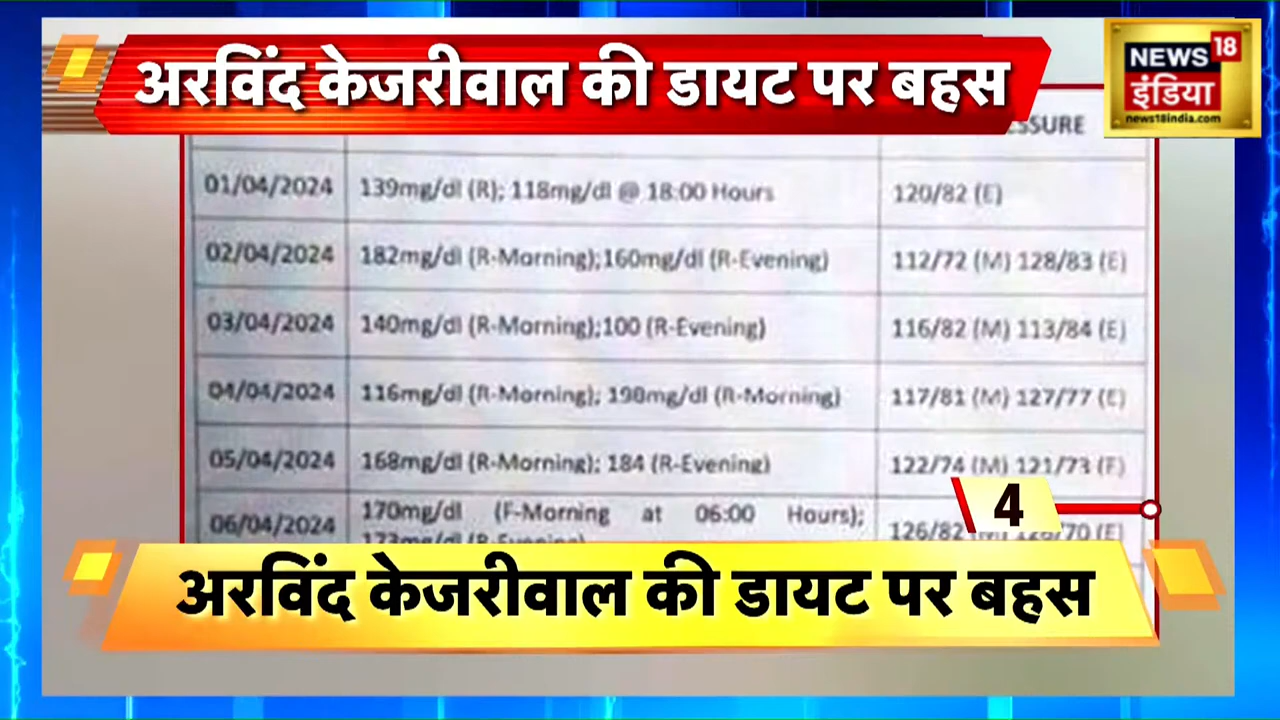 अरविंद केजरीवाल की डायट पर बहस
NEWS 18
इंडिया
news18india.com
SSURE
01/04/2024 139mg/dl (R); 118mg/dl @ 18:00 Hours 120/82 (E)
02/04/2024 182mg/dl (R-Morning);160mg/dl (R-Evening) 112/72 (M) 128/83 (E)
03/04/2024 140mg/dl (R-Morning);100 (R-Evening) 116/82 (M) 113/84 (E)
04/04/2024 116mg/dl (R-Morning); 198mg/dl (R-Morning) 117/81 (M) 127/77 (E)
05/04/2024 168mg/dl (R-Morning); 184 (R-Evening) 122/74 (M) 121/73 (E)
06/04/2024 170mg/dl (F-Morning at 06:00 Hours); 126/82
4
अरविंद केजरीवाल की डायट पर बहस